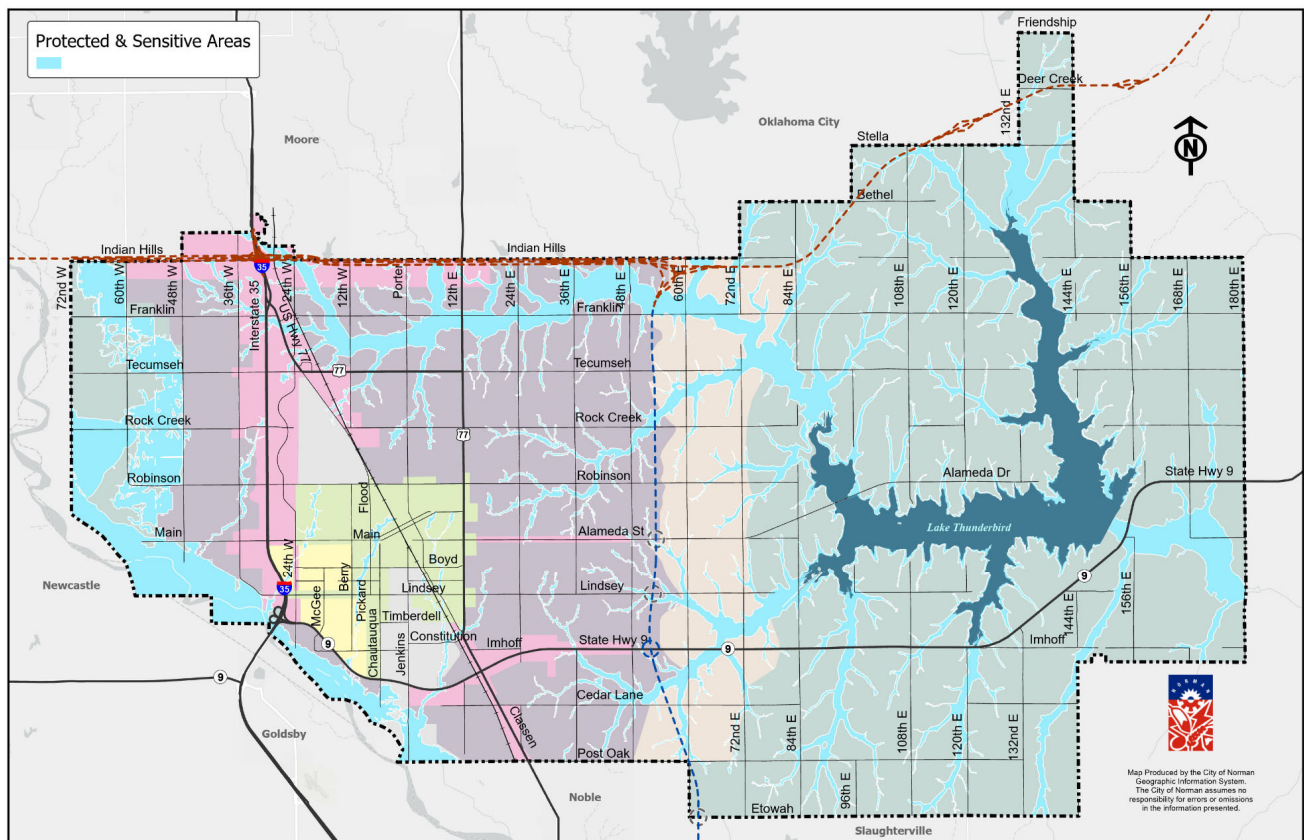 Protected & Sensitive Areas
Friendship
Deer Creek
132nd E
Moore
Oklahoma City
Stella
N
Bethel
Indian Hills
Indian Hills
35
72nd W
60th W
48th W
36th W
24th W
12th W
Porter
12th E
24th E
36th E
48th E
60th E
72nd E
84th E
108th E
120th E
144th E
156th E
168th E
180th E
Interstate 35
US Hwy 77
Franklin
Franklin
Tecumseh
77
Tecumseh
Rock Creek
77
Rock Creek
Robinson
Robinson
Alameda Dr
State Hwy 9
Flood
Main
Main
Alameda St
Lake Thunderbird
Newcastle
24th W
35
McGee
Berry
Pickard
Chautauqua
Boyd
Lindsey
Lindsey
Timberdell
Jenkins
Constitution
Imhoff
State Hwy 9
9
9
9
9
144th E
156th E
Imhoff
Cedar Lane
Classen
NORMAN
Goldsby
Post Oak
72nd E
84th E
96th E
108th E
120th E
132nd E
Noble
Etowah
Slaughterville
Map Produced by the City of Norman
Geographic Information System.
The City of Norman assumes no
responsibility for errors or omissions
in the information presented.